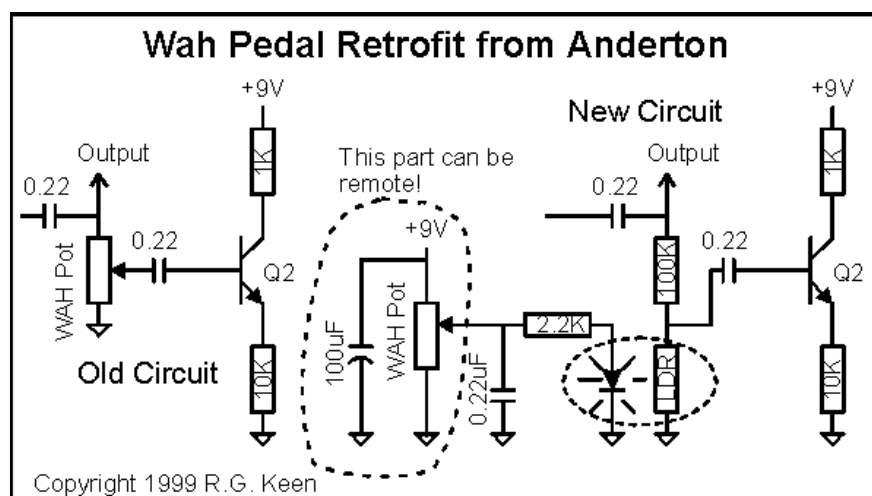 Wah Pedal Retrofit from Anderton
Output
0.22
WAH Pot
0.22
+9V
1K
Q2
10K
Old Circuit
This part can be
remote!
+9V
100uF
WAH Pot
2.2K
0.22uF
New Circuit
Output
0.22
100K
LDR
0.22
+9V
1K
Q2
10K
Copyright 1999 R.G. Keen